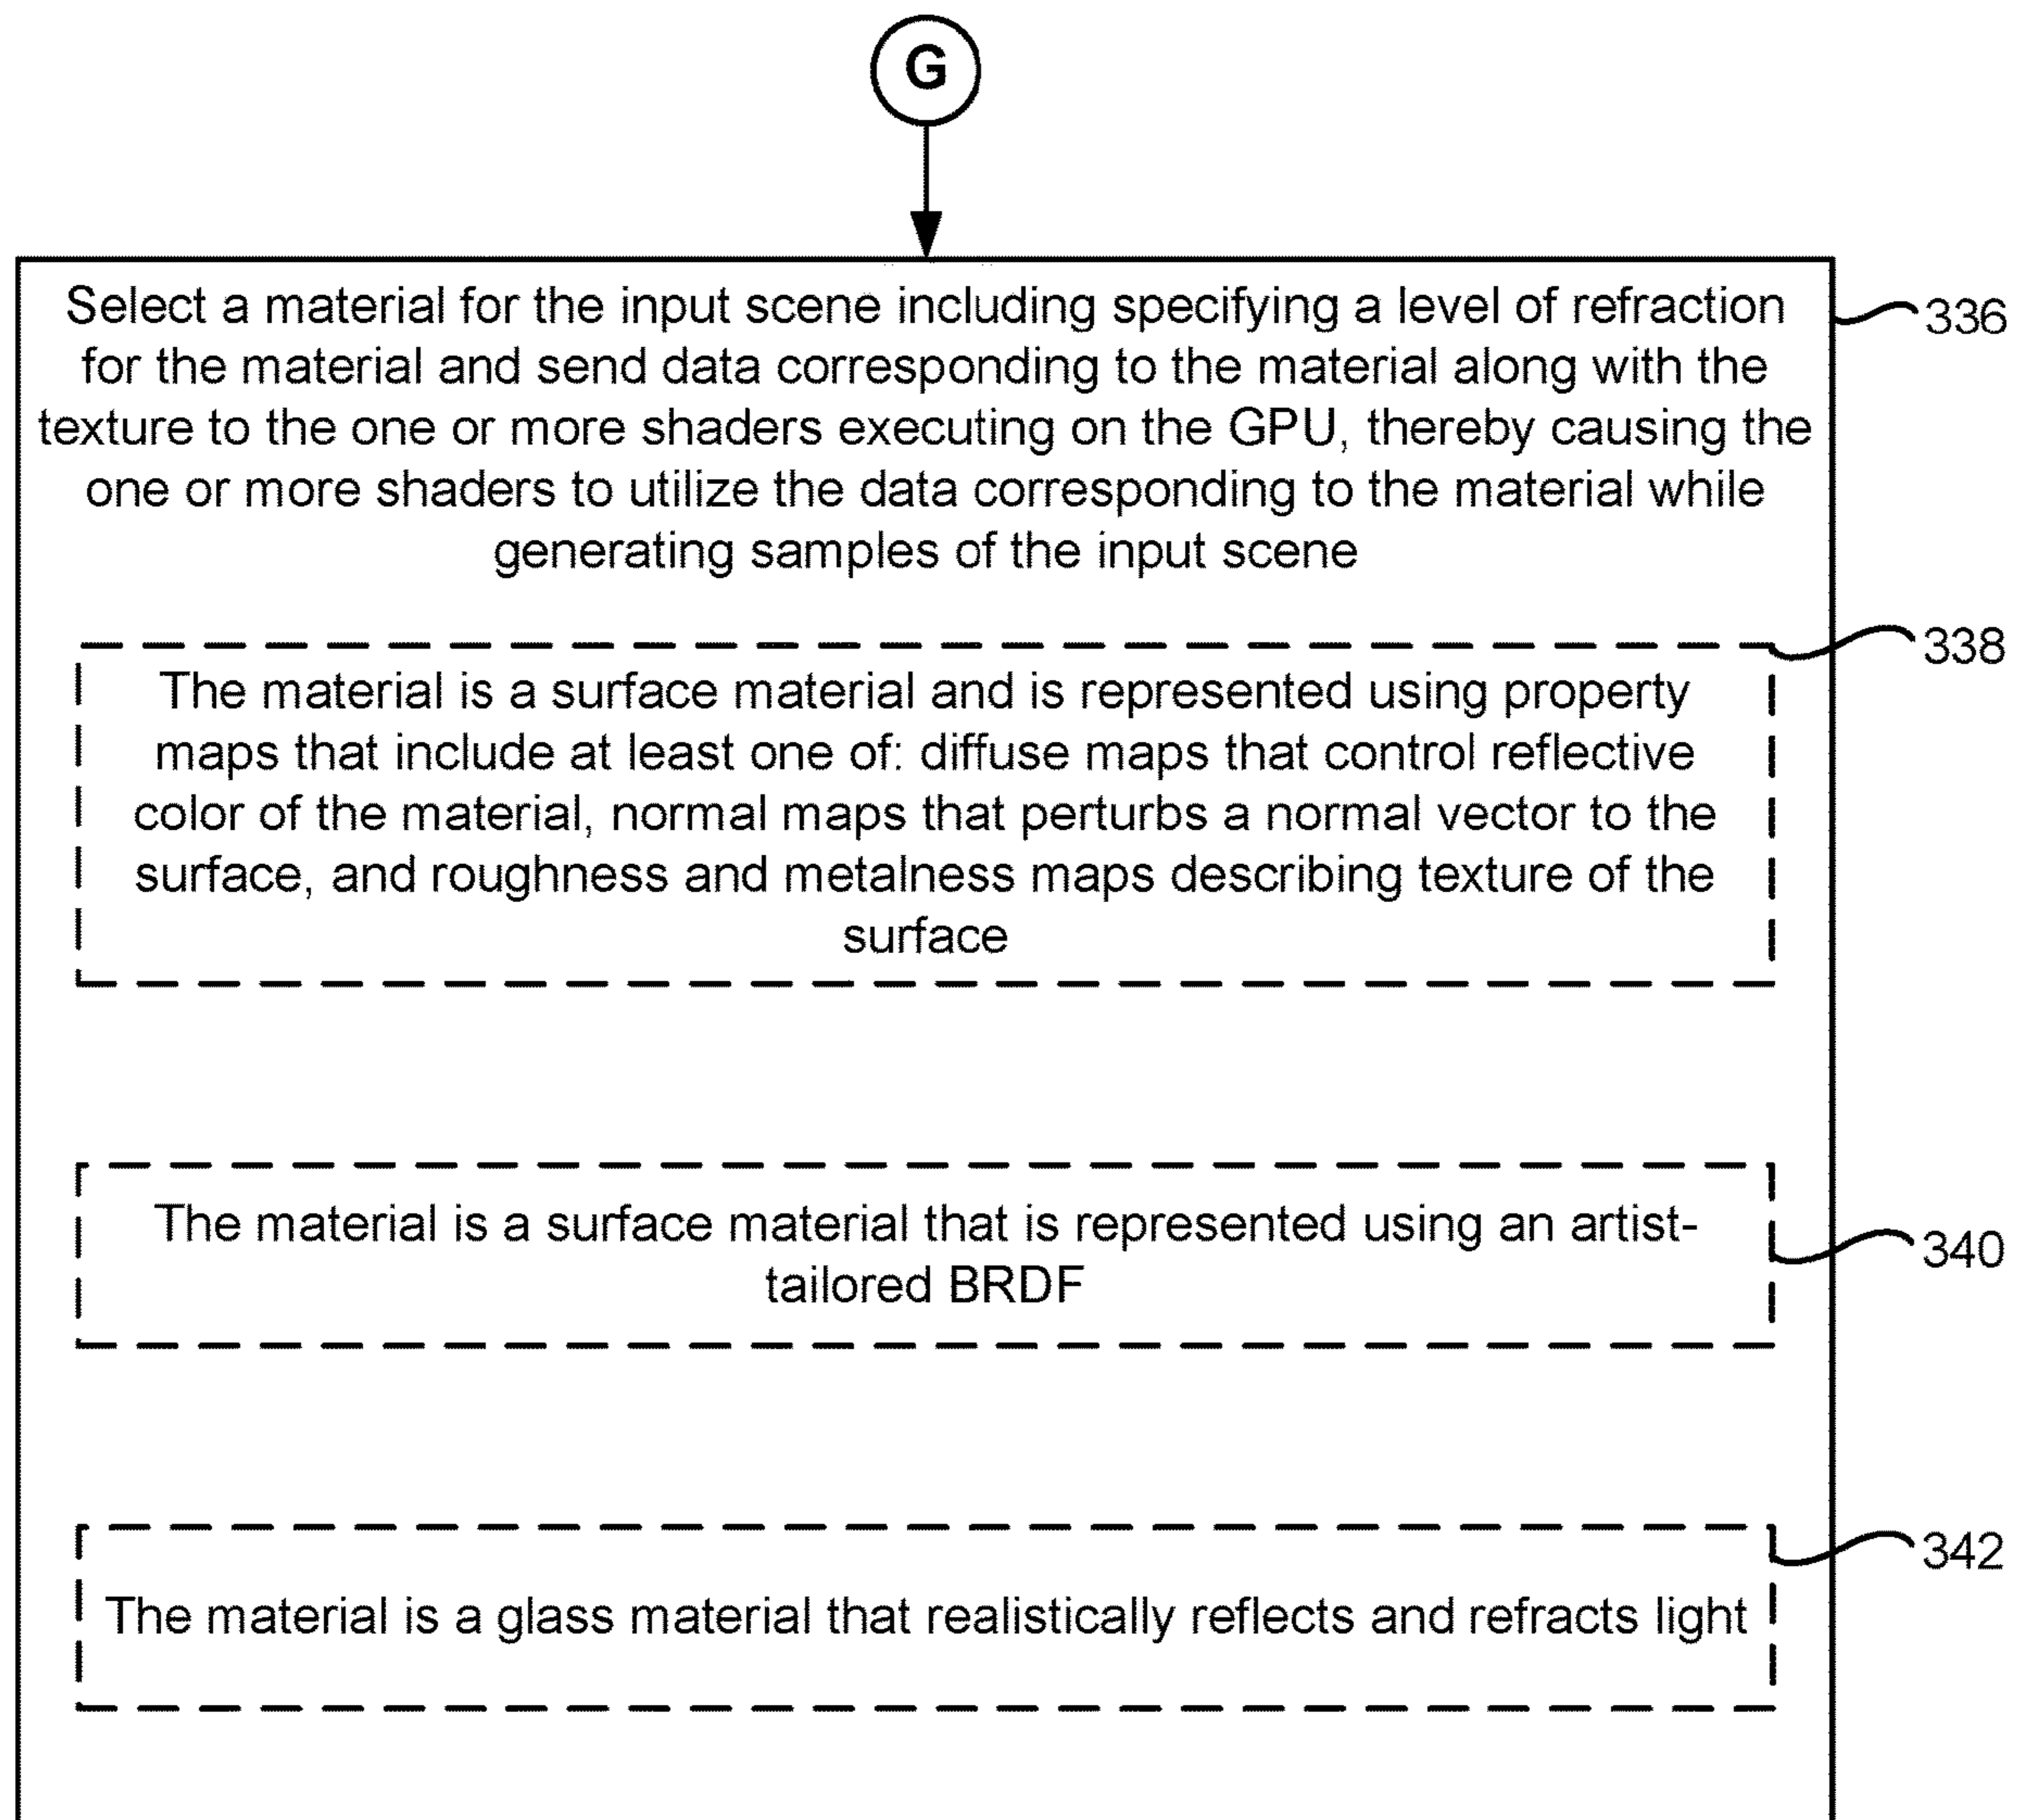 G
Select a material for the input scene including specifying a level of refraction
for the material and send data corresponding to the material along with the
texture to the one or more shaders executing on the GPU, thereby causing the
one or more shaders to utilize the data corresponding to the material while
generating samples of the input scene
336
The material is a surface material and is represented using property
maps that include at least one of: diffuse maps that control reflective
color of the material, normal maps that perturbs a normal vector to the
surface, and roughness and metalness maps describing texture of the
surface
338
The material is a surface material that is represented using an artist-
tailored BRDF
340
The material is a glass material that realistically reflects and refracts light
342